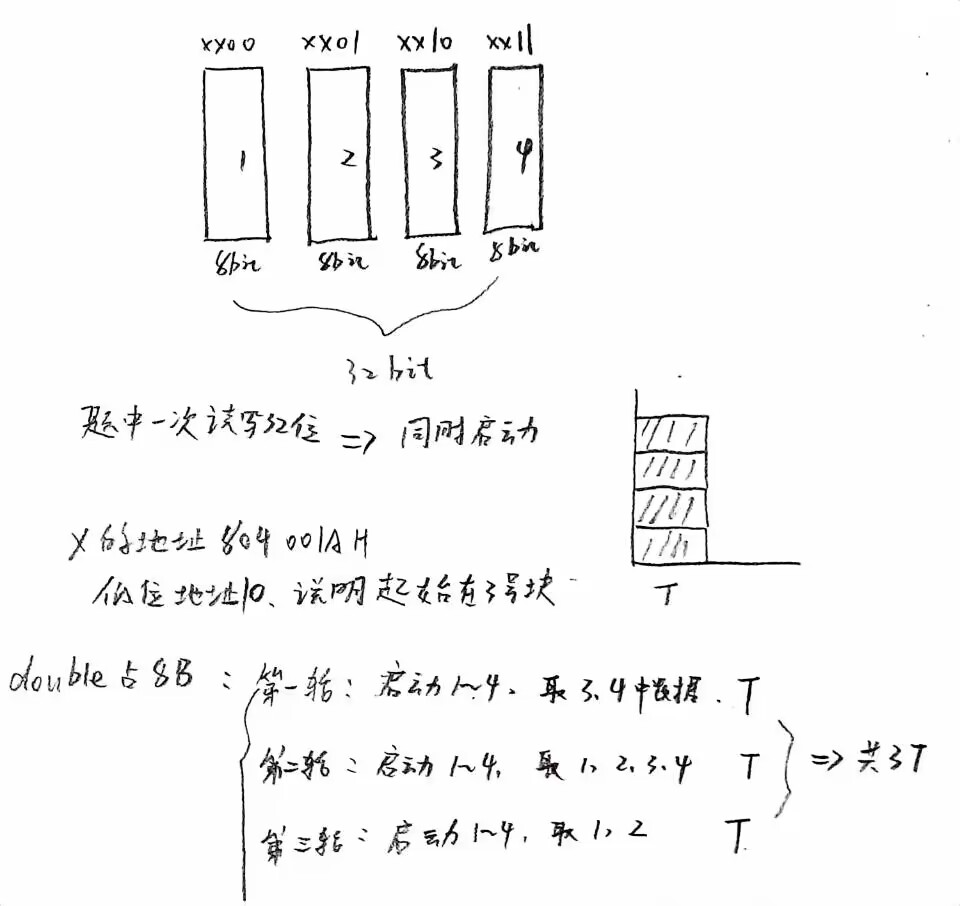 xx00 xx01 xx10 xx11
1 2 3 4
8bit 8bit 8bit 8bit
32bit
题中一次读写32位 => 同时启动
T
X的地址 804 001A H
低位地址10、说明起始在3号块
double占8B：第一轮：启动1~4、取3.4中数据. T
第二轮：启动1~4, 取1、2、3、4 T => 共3T
第三轮：启动1~4, 取1、2 T